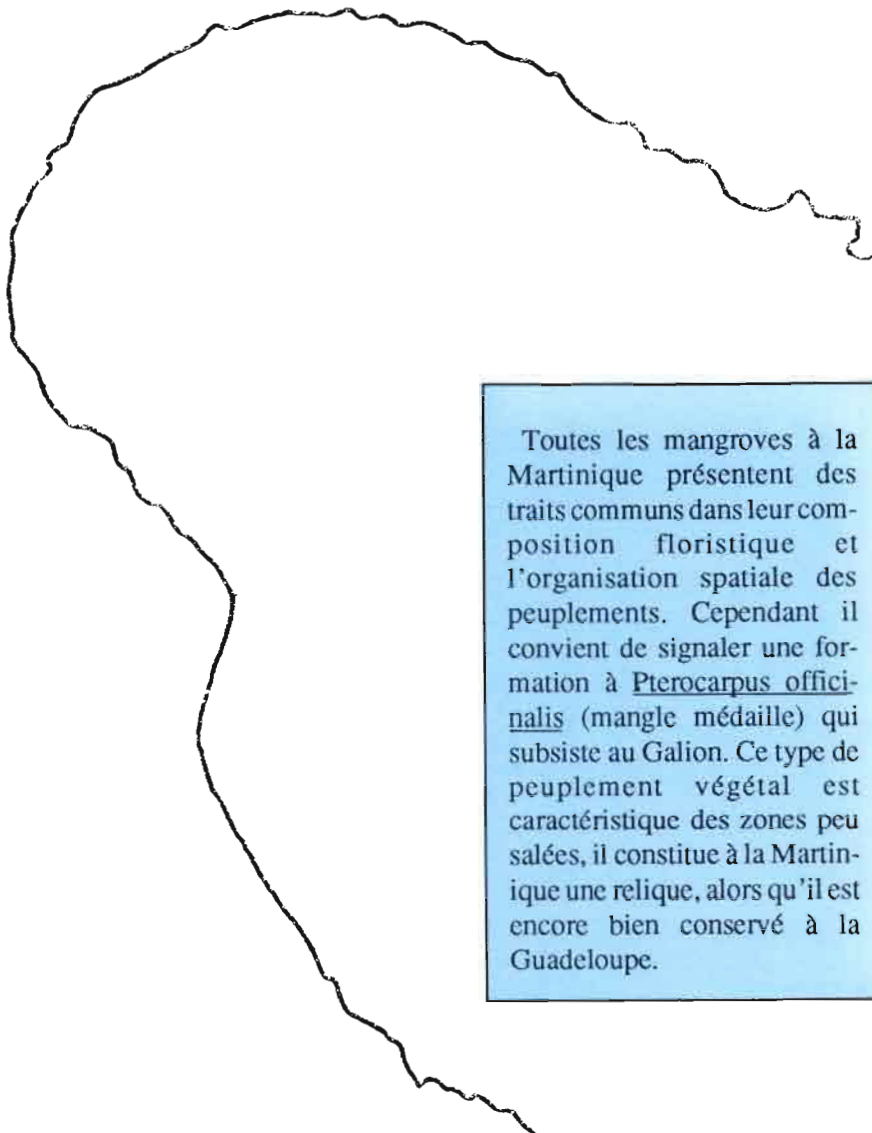 Toutes les mangroves à la
Martinique présentent des
traits communs dans leur com-
position floristique et
l'organisation spatiale des
peuplements. Cependant il
convient de signaler une for-
mation à Pterocarpus offici-
nalis (mangle médaille) qui
subsiste au Galion. Ce type de
peuplement végétal est
caractéristique des zones peu
salées, il constitue à la Martin-
ique une relique, alors qu'il est
encore bien conservé à la
Guadeloupe.